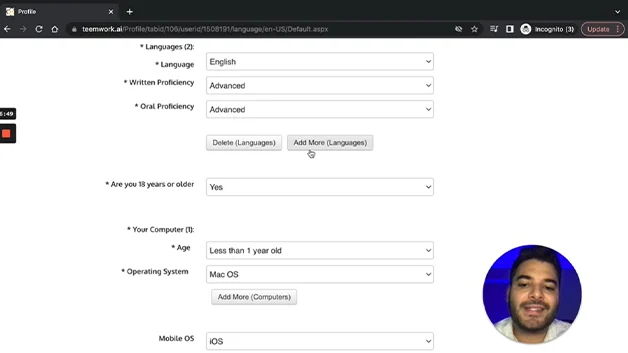 Profile
teemwork.ai/Profile/tabid/106/userid/1508191/language/en-US/Default.aspx
Incognito (3)
Update
* Languages (2):
* Language English
* Written Proficiency Advanced
* Oral Proficiency Advanced
6:49
Delete (Languages) Add More (Languages)
* Are you 18 years or older Yes
* Your Computer (1):
* Age Less than 1 year old
* Operating System Mac OS
Add More (Computers)
Mobile OS iOS